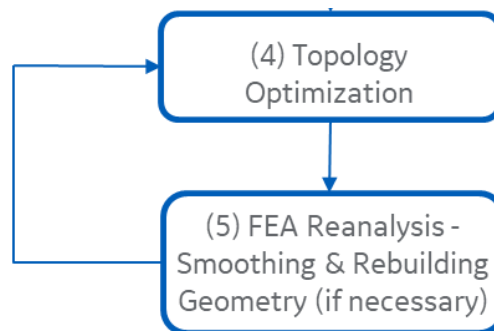 (4) Topology
Optimization
(5) FEA Reanalysis -
Smoothing & Rebuilding
Geometry (if necessary)